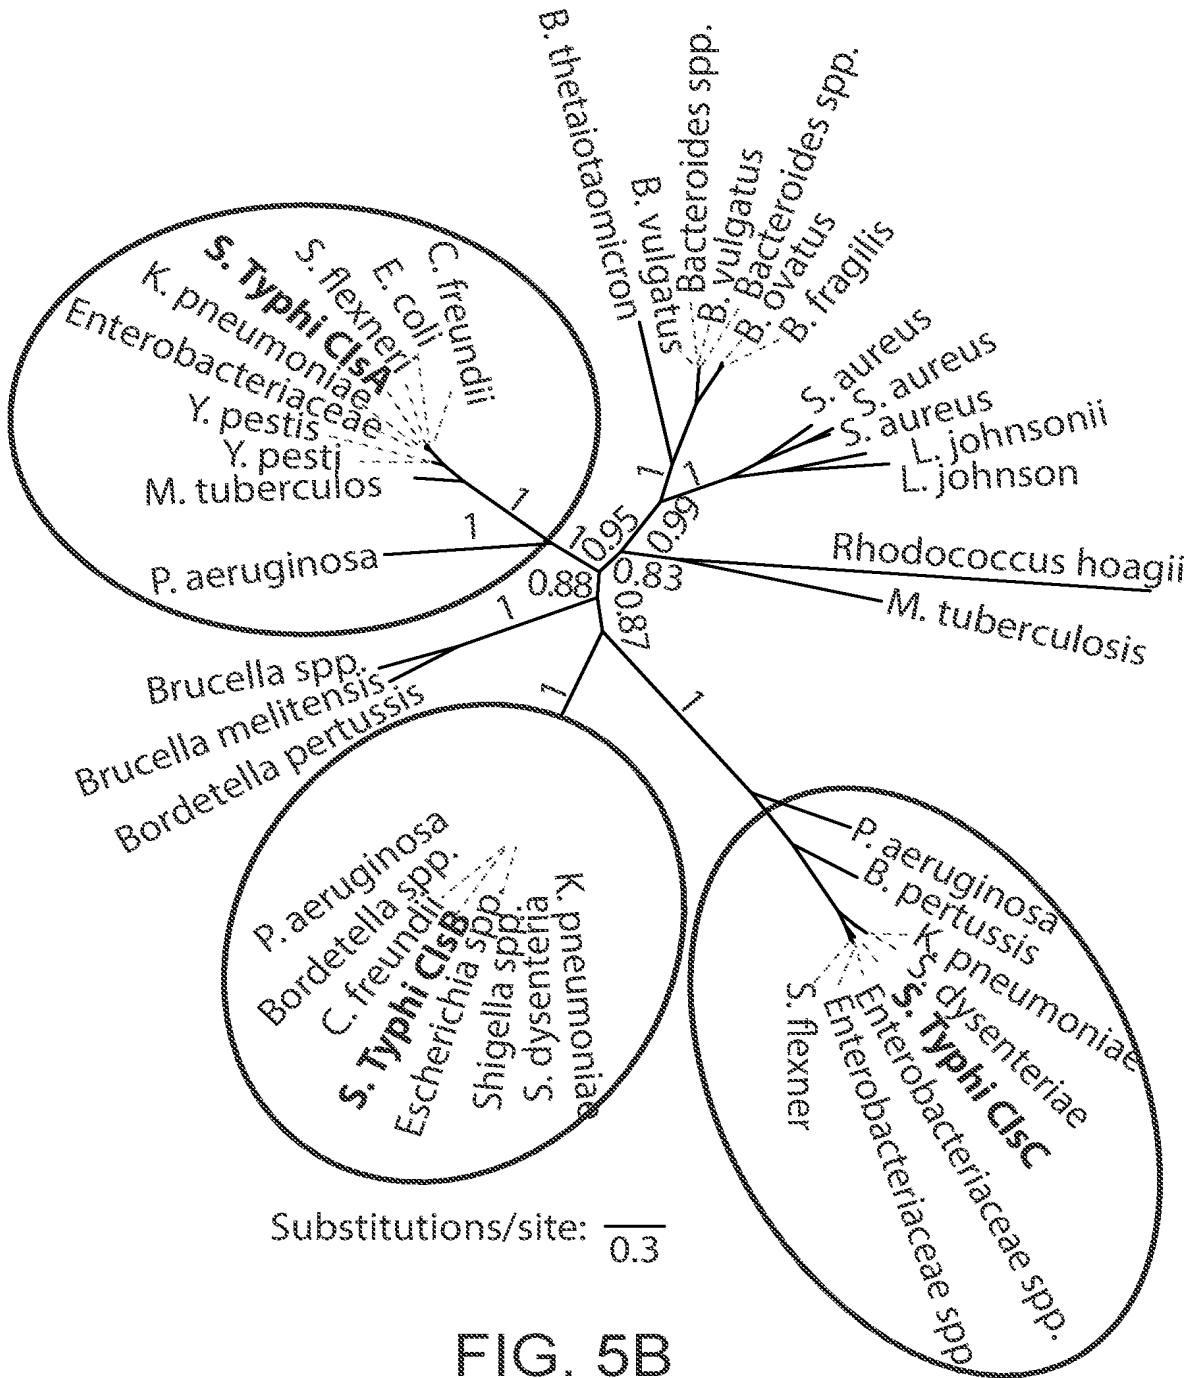 B. thetaiotaomicron
B. vulgatus
Bacteroides spp.
B. vulgatus
Bacteroides spp.
B. ovatus
B. fragilis
S. aureus
S. aureus
S. aureus
L. johnsonii
L. johnson
Rhodococcus hoagii
M. tuberculosis
C. freundii
E. coli
S. flexneri
S. Typhi ClsA
K. pneumoniae
Enterobacteriaceae
Y. pestis
Y. pesti
M. tuberculos
P. aeruginosa
1
1
1
0.95
1
1
0.99
0.83
0.88
0.87
1
1
1
Brucella spp.
Brucella melitensis
Bordetella pertussis
P. aeruginosa
Bordetella spp.
C. freundii
S. Typhi ClsB
Escherichia spp.
Shigella spp.
S. dysenteria
K. pneumoniae
P. aeruginosa
B. pertussis
K. pneumoniae
S. dysenteriae
S. Typhi ClsC
Enterobacteriaceae spp.
Enterobacteriaceae spp
S. flexner
Substitutions/site:
0.3
FIG. 5B